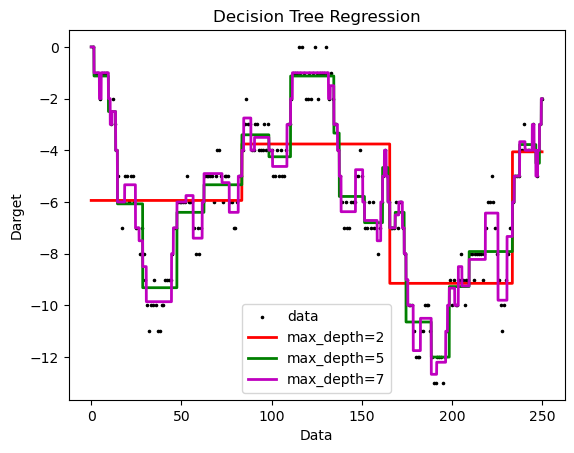 Decision Tree Regression
0
−2
−4
−6
−8
−10
−12
Darget
data
max_depth=2
max_depth=5
max_depth=7
0 50 100 150 200 250
Data